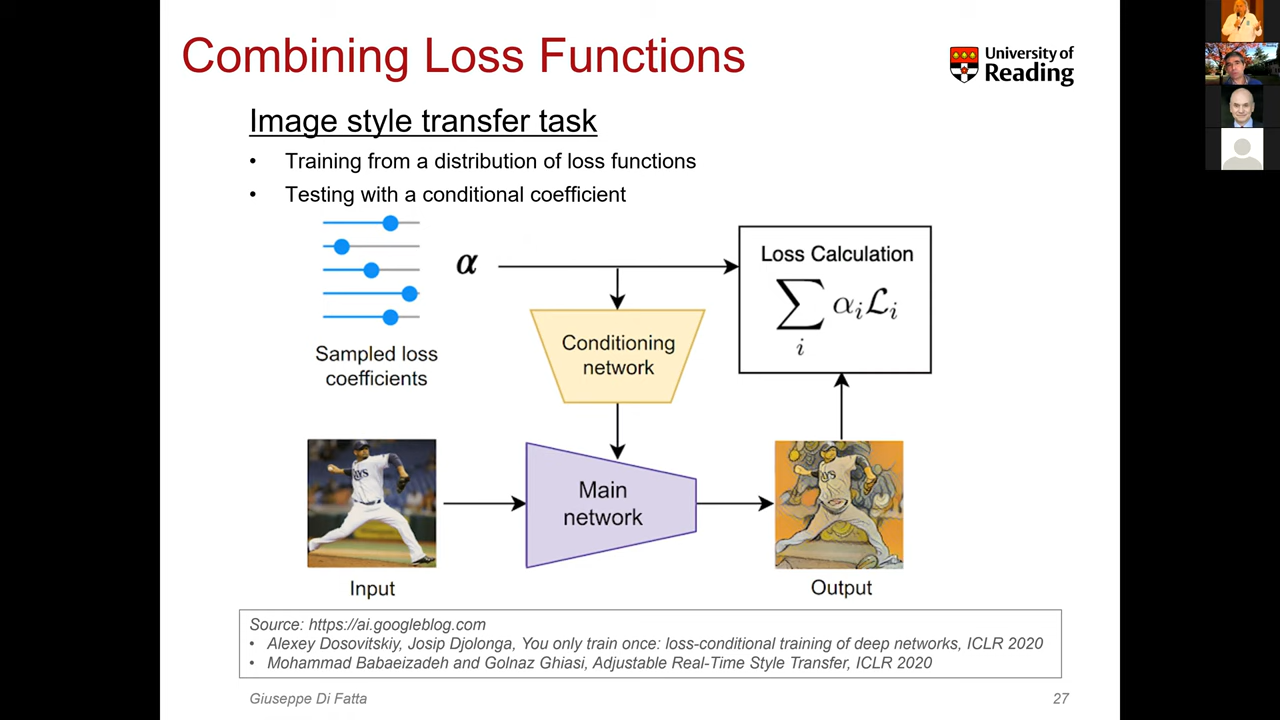 Combining Loss Functions
University of
Reading
Image style transfer task
• Training from a distribution of loss functions
• Testing with a conditional coefficient
α
Loss Calculation
∑ αᵢℒᵢ
i
Sampled loss
coefficients
Conditioning
network
RAYS
Main
network
Input
Output
Source: https://ai.googleblog.com
• Alexey Dosovitskiy, Josip Djolonga, You only train once: loss-conditional training of deep networks, ICLR 2020
• Mohammad Babaeizadeh and Golnaz Ghiasi, Adjustable Real-Time Style Transfer, ICLR 2020
Giuseppe Di Fatta
27